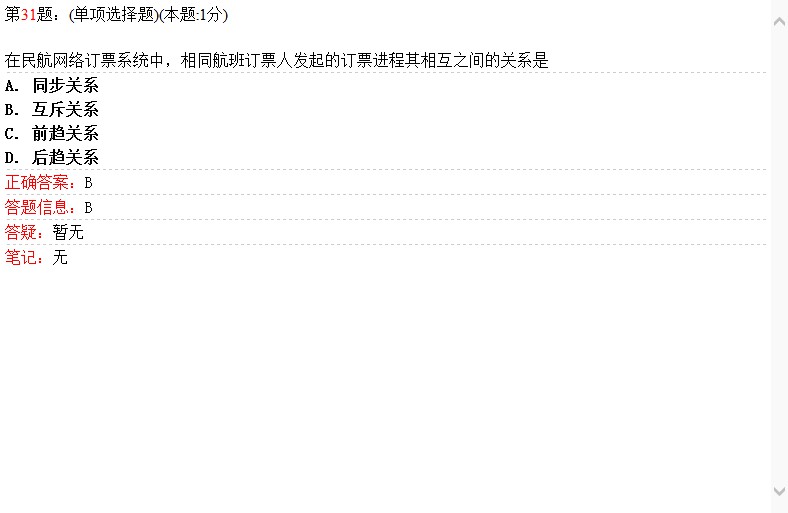 第31题：(单项选择题)(本题:1分)
在民航网络订票系统中，相同航班订票人发起的订票进程其相互之间的关系是
A. 同步关系
B. 互斥关系
C. 前趋关系
D. 后趋关系
正确答案：B
答题信息：B
答疑：暂无
笔记：无